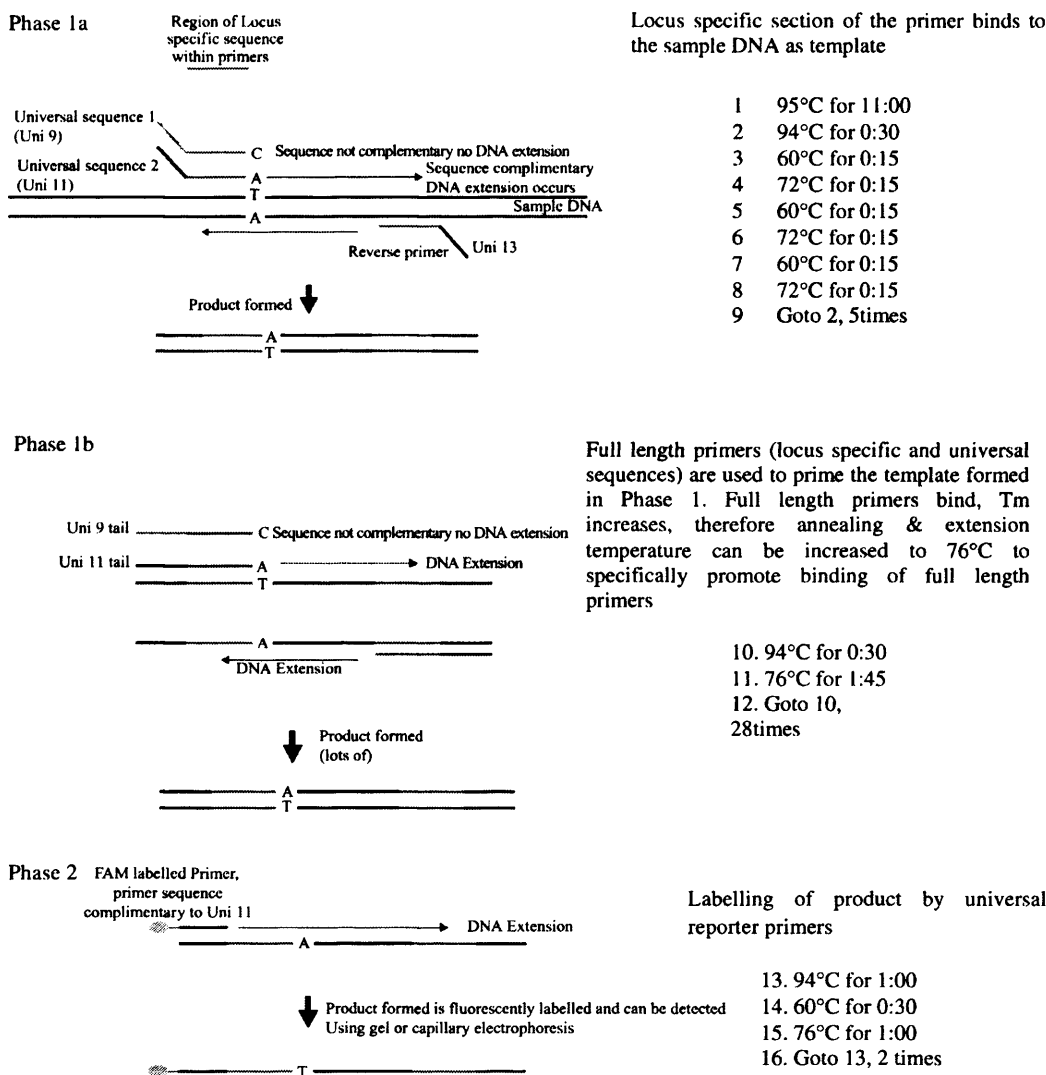 Phase 1a
Region of Locus
specific sequence
within primers
Locus specific section of the primer binds to
the sample DNA as template
1 95°C for 11:00
2 94°C for 0:30
3 60°C for 0:15
4 72°C for 0:15
5 60°C for 0:15
6 72°C for 0:15
7 60°C for 0:15
8 72°C for 0:15
9 Goto 2, 5times
Universal sequence 1
(Uni 9)
C Sequence not complementary no DNA extension
Universal sequence 2
(Uni 11)
A Sequence complimentary
DNA extension occurs
T
Sample DNA
A
Reverse primer Uni 13
Product formed
A
T
Phase 1b
Full length primers (locus specific and universal
sequences) are used to prime the template formed
in Phase 1. Full length primers bind, Tm
increases, therefore annealing & extension
temperature can be increased to 76°C to
specifically promote binding of full length
primers
10. 94°C for 0:30
11. 76°C for 1:45
12. Goto 10,
28times
Uni 9 tail C Sequence not complementary no DNA extension
Uni 11 tail A DNA Extension
T
A
DNA Extension
Product formed
(lots of)
A
T
Phase 2 FAM labelled Primer,
primer sequence
complimentary to Uni 11
DNA Extension
A
Labelling of product by universal
reporter primers
13. 94°C for 1:00
14. 60°C for 0:30
15. 76°C for 1:00
16. Goto 13, 2 times
Product formed is fluorescently labelled and can be detected
Using gel or capillary electrophoresis
T